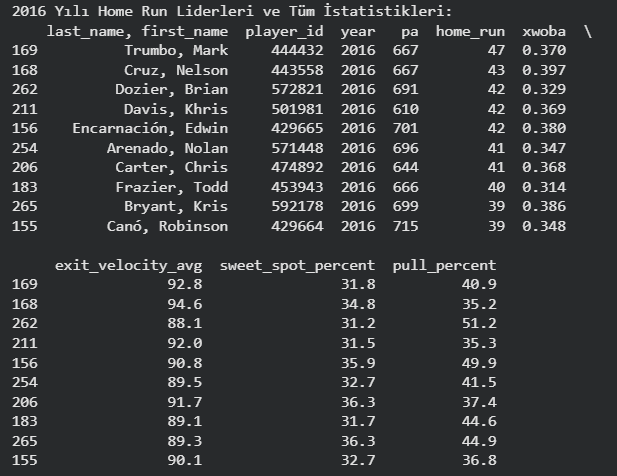 2016 Yılı Home Run Liderleri ve Tüm İstatistikleri:
last_name, first_name player_id year pa home_run xwoba \
169 Trumbo, Mark 444432 2016 667 47 0.370
168 Cruz, Nelson 443558 2016 667 43 0.397
262 Dozier, Brian 572821 2016 691 42 0.329
211 Davis, Khris 501981 2016 610 42 0.369
156 Encarnación, Edwin 429665 2016 701 42 0.380
254 Arenado, Nolan 571448 2016 696 41 0.347
206 Carter, Chris 474892 2016 644 41 0.368
183 Frazier, Todd 453943 2016 666 40 0.314
265 Bryant, Kris 592178 2016 699 39 0.386
155 Canó, Robinson 429664 2016 715 39 0.348
exit_velocity_avg sweet_spot_percent pull_percent
169 92.8 31.8 40.9
168 94.6 34.8 35.2
262 88.1 31.2 51.2
211 92.0 31.5 35.3
156 90.8 35.9 49.9
254 89.5 32.7 41.5
206 91.7 36.3 37.4
183 89.1 31.7 44.6
265 89.3 36.3 44.9
155 90.1 32.7 36.8